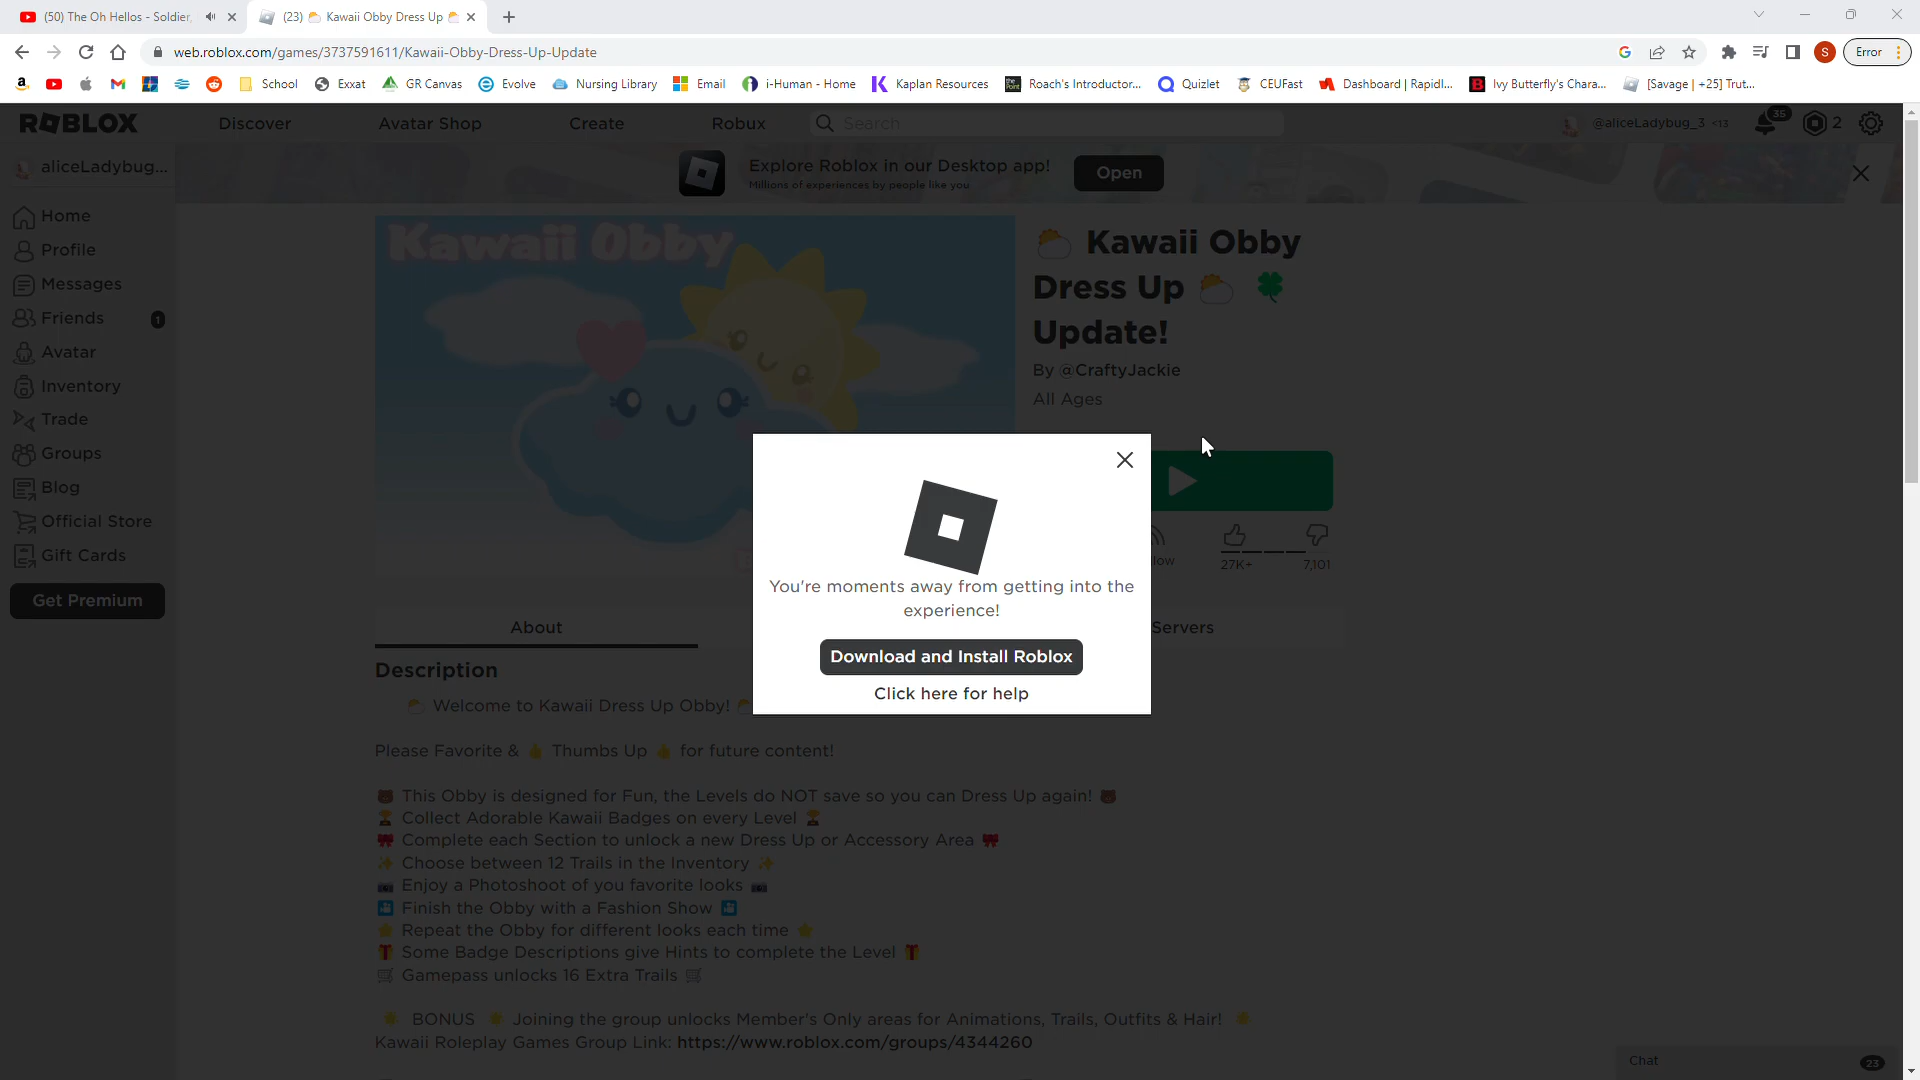 (50) The Oh Hellos - Soldier,
(23) Kawaii Obby Dress Up
web.roblox.com/games/3737591611/Kawaii-Obby-Dress-Up-Update
S
Error
School
Exxat
GR Canvas
Evolve
Nursing Library
Email
i-Human - Home
Kaplan Resources
Roach's Introductor...
Quizlet
CEUFast
Dashboard | Rapidl...
Ivy Butterfly's Chara...
[Savage | +25] Trut...
ROBLOX
Discover
Avatar Shop
Create
Robux
Search
@aliceLadybug_3 <13
35
2
aliceLadybug...
Explore Roblox in our Desktop app!
Millions of experiences by people like you
Open
Home
Profile
Messages
Friends
1
Avatar
Inventory
Trade
Groups
Blog
Official Store
Gift Cards
Get Premium
Kawaii Obby
Kawaii Obby
Dress Up
Update!
By @CraftyJackie
All Ages
low
27K+
7,101
You're moments away from getting into the
experience!
Download and Install Roblox
Click here for help
About
Servers
Description
Welcome to Kawaii Dress Up Obby!
Please Favorite & 👍 Thumbs Up 👍 for future content!
🐻 This Obby is designed for Fun, the Levels do NOT save so you can Dress Up again! 🐻
🏆 Collect Adorable Kawaii Badges on every Level 🏆
🎀 Complete each Section to unlock a new Dress Up or Accessory Area 🎀
✨ Choose between 12 Trails in the Inventory ✨
📷 Enjoy a Photoshoot of you favorite looks 📷
🎦 Finish the Obby with a Fashion Show 🎦
Repeat the Obby for different looks each time
🎁 Some Badge Descriptions give Hints to complete the Level 🎁
🛒 Gamepass unlocks 16 Extra Trails 🛒
BONUS Joining the group unlocks Member's Only areas for Animations, Trails, Outfits & Hair!
Kawaii Roleplay Games Group Link: https://www.roblox.com/groups/4344260
Chat
23